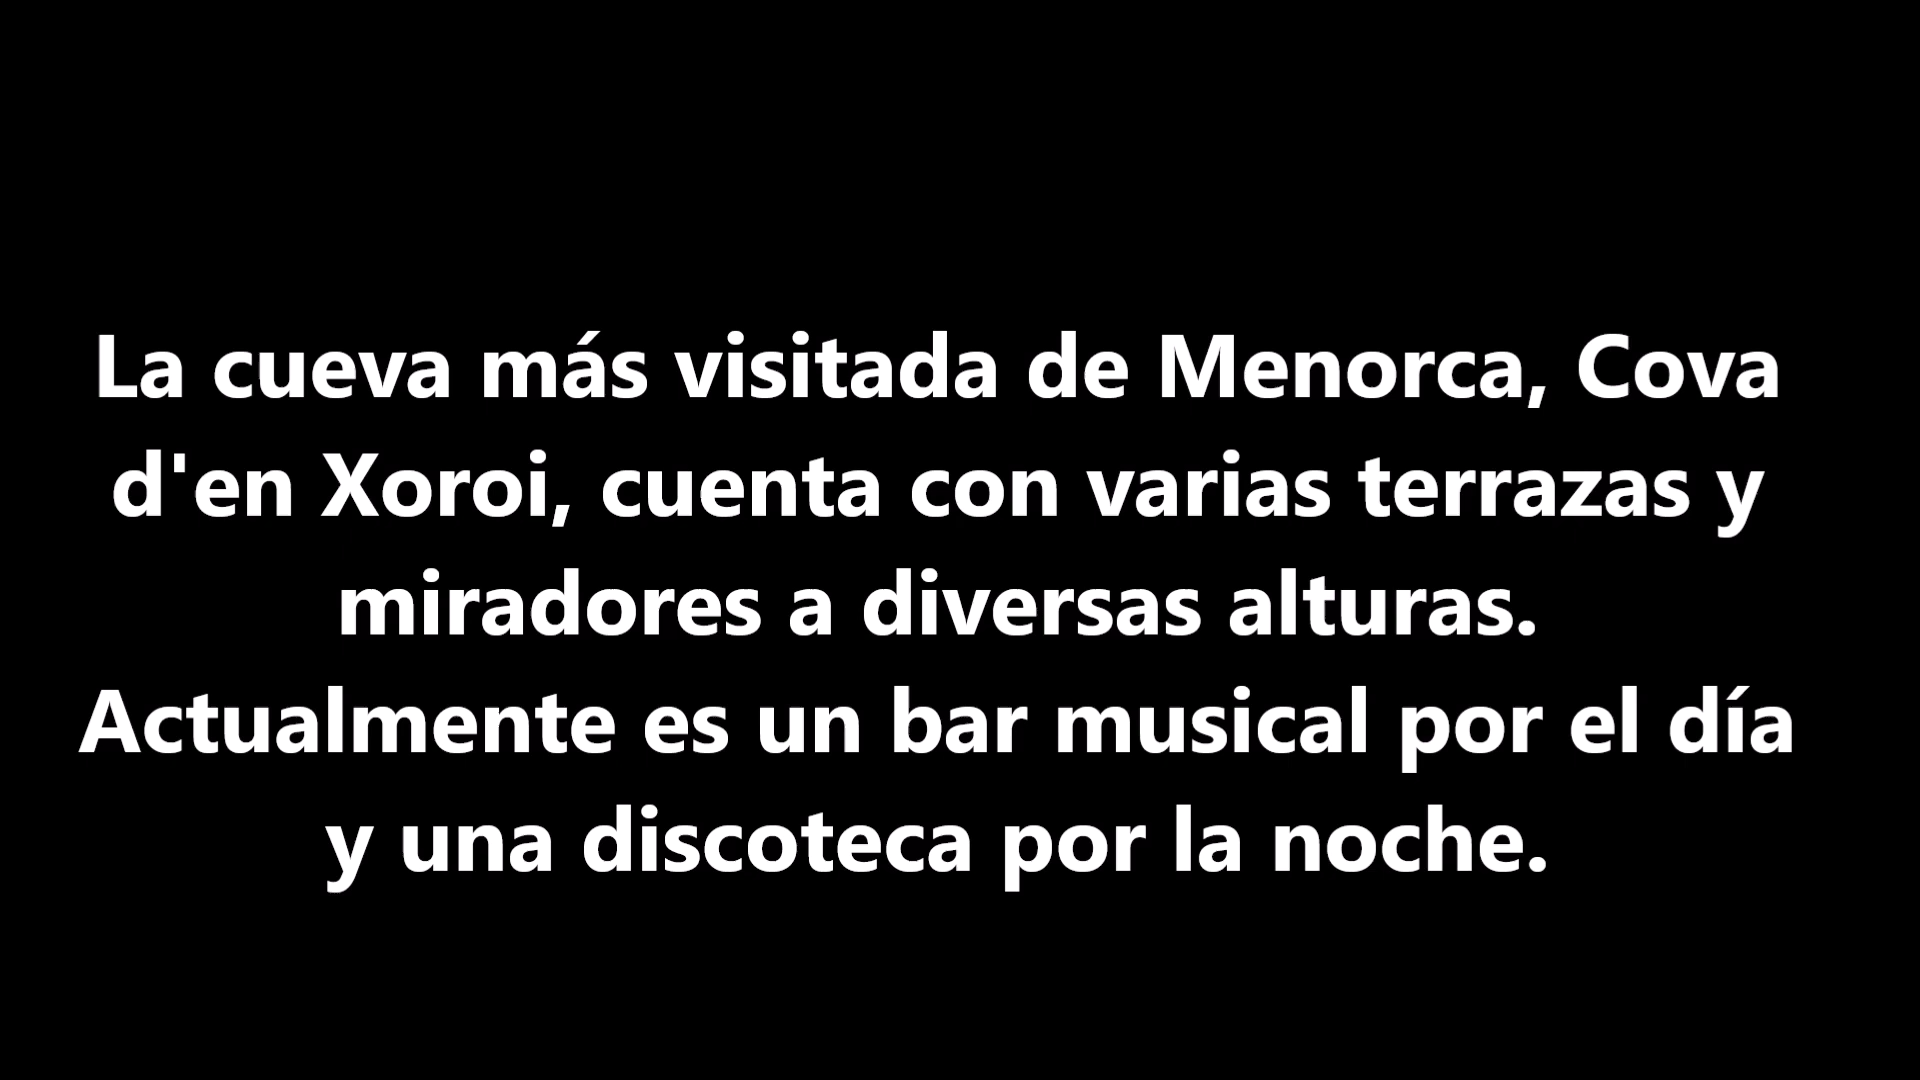 La cueva más visitada de Menorca, Cova
d'en Xoroi, cuenta con varias terrazas y
miradores a diversas alturas.
Actualmente es un bar musical por el día
y una discoteca por la noche.